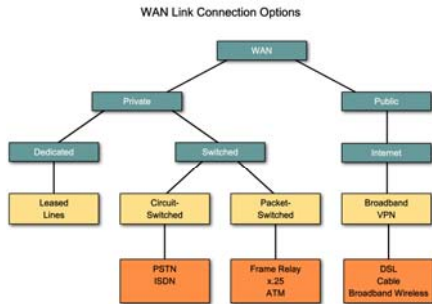 WAN Link Connection Options
WAN
Private
Public
Dedicated
Switched
Internet
Leased
Lines
Circuit-
Switched
Packet-
Switched
Broadband
VPN
PSTN
ISDN
Frame Relay
x.25
ATM
DSL
Cable
Broadband Wireless